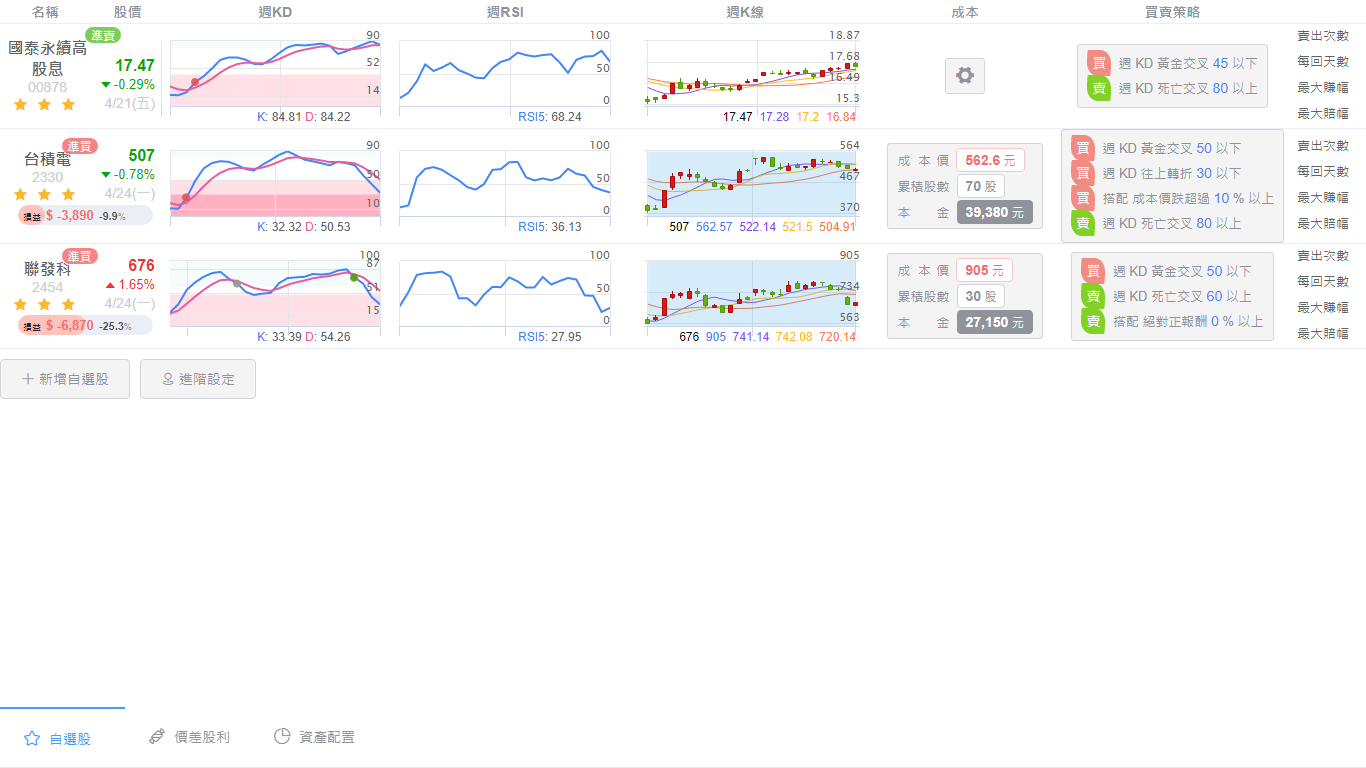 名稱 股價 週KD 週RSI 週K線 成本 買賣策略
準賣
國泰永續高股息
00878
17.47
-0.29%
4/21(五)
90
52
14
K: 84.81 D: 84.22
100
50
0
RSI5: 68.24
18.87
17.68
16.49
15.3
17.47 17.28 17.2 16.84
買 週 KD 黃金交叉 45 以下
賣 週 KD 死亡交叉 80 以上
賣出次數
每回天數
最大賺幅
最大賠幅
準買
台積電
2330
507
-0.78%
4/24(一)
損益 $ -3,890 -9.9%
90
50
10
K: 32.32 D: 50.53
100
50
0
RSI5: 36.13
564
467
370
507 562.57 522.14 521.5 504.91
成本價 562.6 元
累積股數 70 股
本金 39,380 元
買 週 KD 黃金交叉 50 以下
買 週 KD 往上轉折 30 以下
買 搭配 成本價跌超過 10 % 以上
賣 週 KD 死亡交叉 80 以上
賣出次數
每回天數
最大賺幅
最大賠幅
準買
聯發科
2454
676
1.65%
4/24(一)
損益 $ -6,870 -25.3%
100
87
51
15
K: 33.39 D: 54.26
100
50
0
RSI5: 27.95
905
734
563
676 905 741.14 742.08 720.14
成本價 905 元
累積股數 30 股
本金 27,150 元
買 週 KD 黃金交叉 50 以下
賣 週 KD 死亡交叉 60 以上
賣 搭配 絕對正報酬 0 % 以上
賣出次數
每回天數
最大賺幅
最大賠幅
新增自選股 進階設定
自選股 價差股利 資產配置